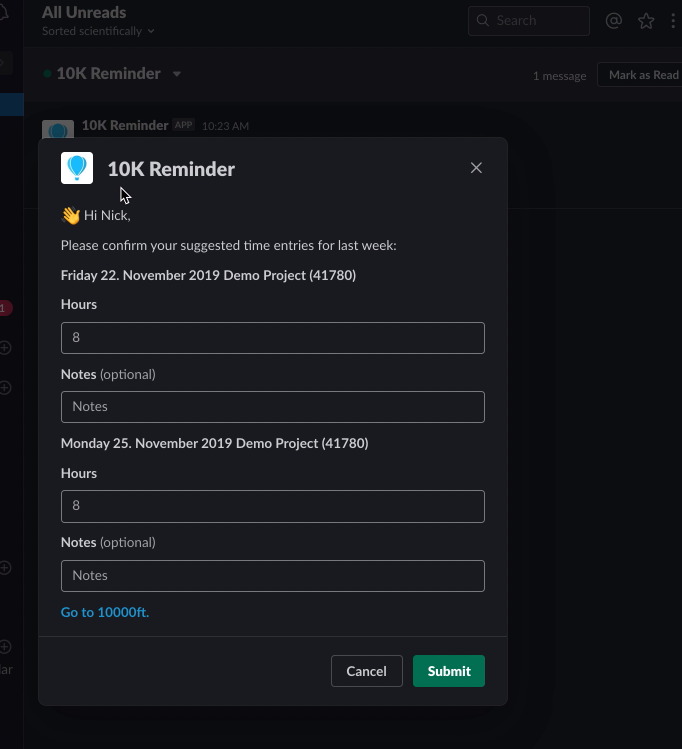 All Unreads
Sorted scientifically
Search
10K Reminder
1 message
Mark as Read
10K Reminder APP 10:23 AM
10K Reminder
👋 Hi Nick,
Please confirm your suggested time entries for last week:
Friday 22. November 2019 Demo Project (41780)
Hours
8
Notes (optional)
Notes
Monday 25. November 2019 Demo Project (41780)
Hours
8
Notes (optional)
Notes
Go to 10000ft.
1
lar
Cancel
Submit